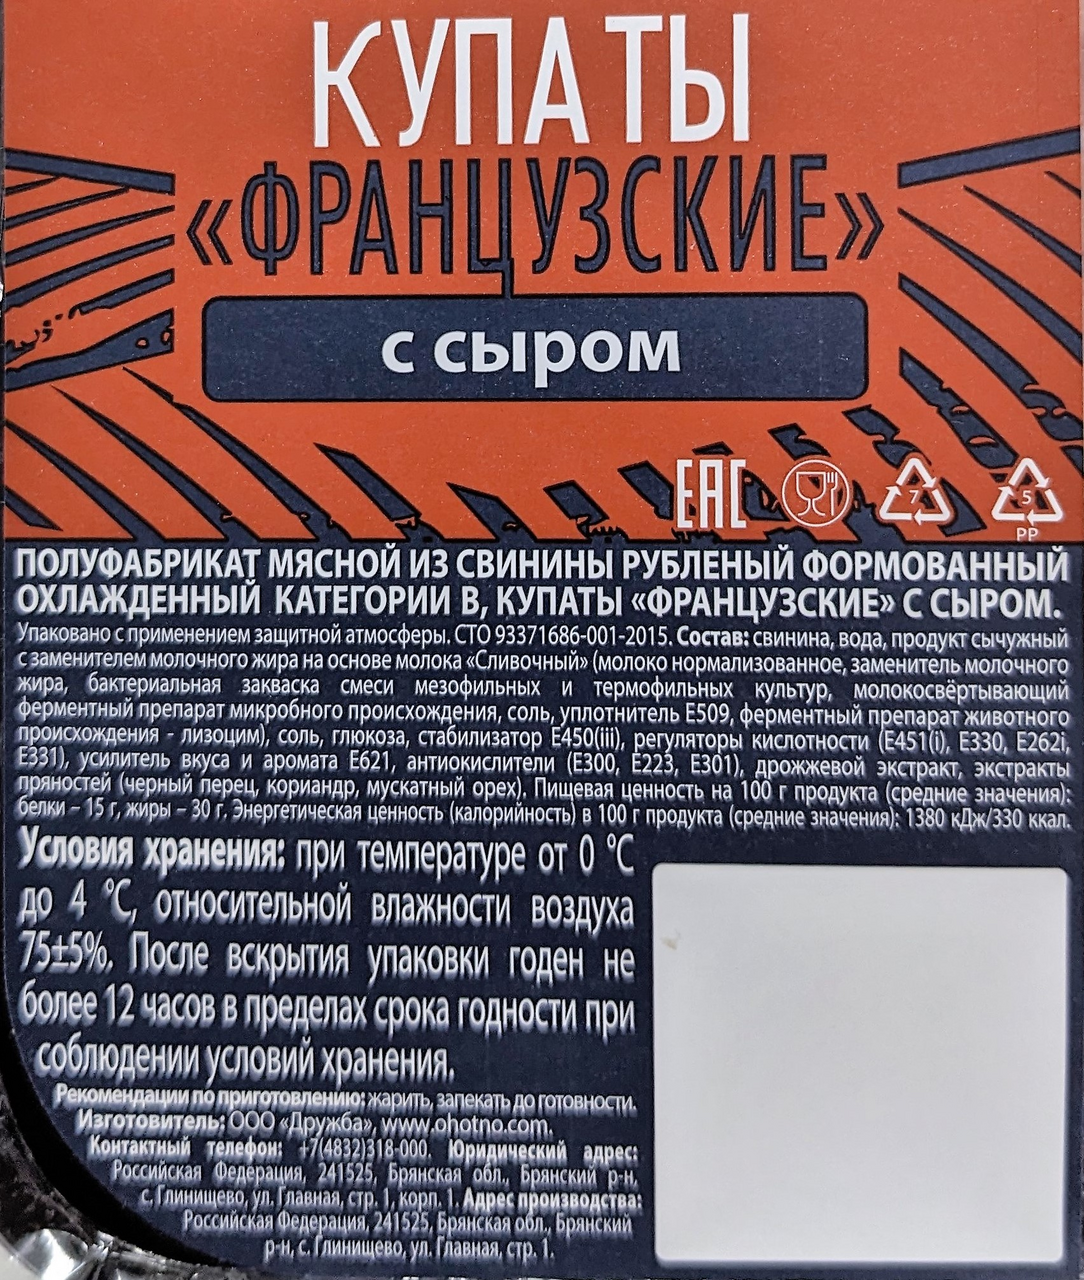 КУПАТЫ
«ФРАНЦУЗСКИЕ»
с сыром
ЕАС
7
5
PP
ПОЛУФАБРИКАТ МЯСНОЙ ИЗ СВИНИНЫ РУБЛЕНЫЙ ФОРМОВАННЫЙ
ОХЛАЖДЕННЫЙ КАТЕГОРИИ В, КУПАТЫ «ФРАНЦУЗСКИЕ» С СЫРОМ.
Упаковано с применением защитной атмосферы. СТО 93371686-001-2015. Состав: свинина, вода, продукт сычужный
с заменителем молочного жира на основе молока «Сливочный» (молоко нормализованное, заменитель молочного
жира, бактериальная закваска смеси мезофильных и термофильных культур, молокосвёртывающий
ферментный препарат микробного происхождения, соль, уплотнитель Е509, ферментный препарат животного
происхождения - лизоцим), соль, глюкоза, стабилизатор Е450(iii), регуляторы кислотности (Е451(i), Е330, Е262i,
Е331), усилитель вкуса и аромата Е621, антиокислители (Е300, Е223, Е301), дрожжевой экстракт, экстракты
пряностей (черный перец, кориандр, мускатный орех). Пищевая ценность на 100 г продукта (средние значения):
белки – 15 г, жиры – 30 г. Энергетическая ценность (калорийность) в 100 г продукта (средние значения): 1380 кДж/330 ккал.
Условия хранения: при температуре от 0 °С
до 4 °С, относительной влажности воздуха
75±5%. После вскрытия упаковки годен не
более 12 часов в пределах срока годности при
соблюдении условий хранения.
Рекомендации по приготовлению: жарить, запекать до готовности.
Изготовитель: ООО «Дружба», www.ohotno.com.
Контактный телефон: +7(4832)318-000. Юридический адрес:
Российская Федерация, 241525, Брянская обл., Брянский р-н,
с. Глинищево, ул. Главная, стр. 1, корп. 1. Адрес производства:
Российская Федерация, 241525, Брянская обл., Брянский
р-н, с. Глинищево, ул. Главная, стр. 1.